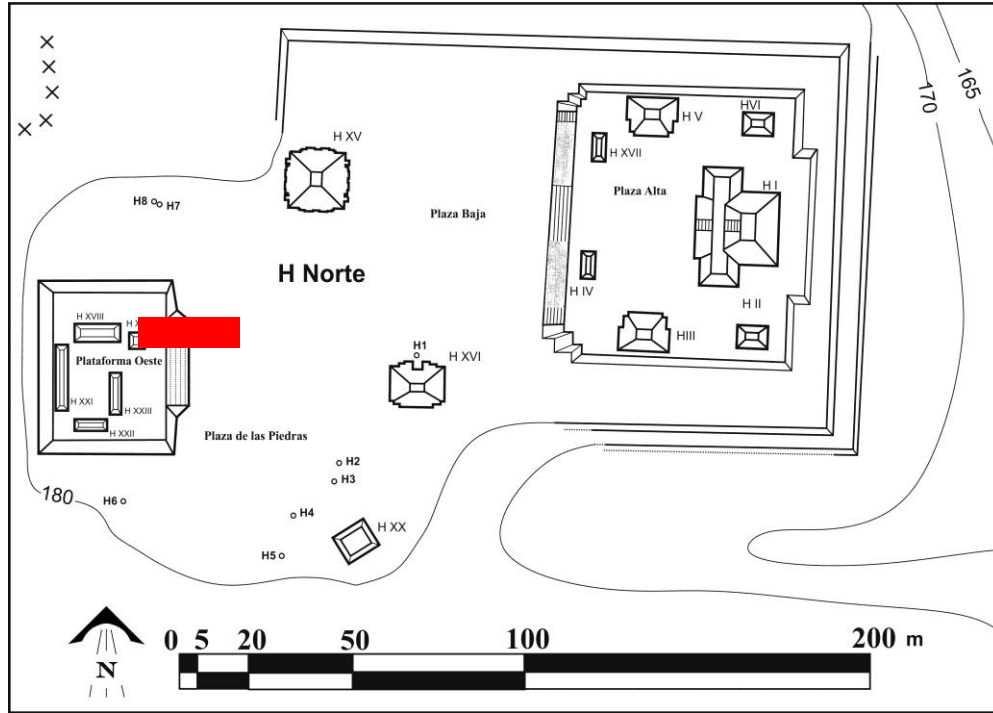 165
170
H V
HVI
H XV
H XVII
Plaza Alta
H I
H8
H7
Plaza Baja
H Norte
H IV
H II
H XVIII
HIII
Plataforma Oeste
H1
H XVI
H XXI
H XXIII
H XXII
Plaza de las Piedras
H2
H3
180
H6
H4
H XX
H5
0 5 20 50 100 200 m
N